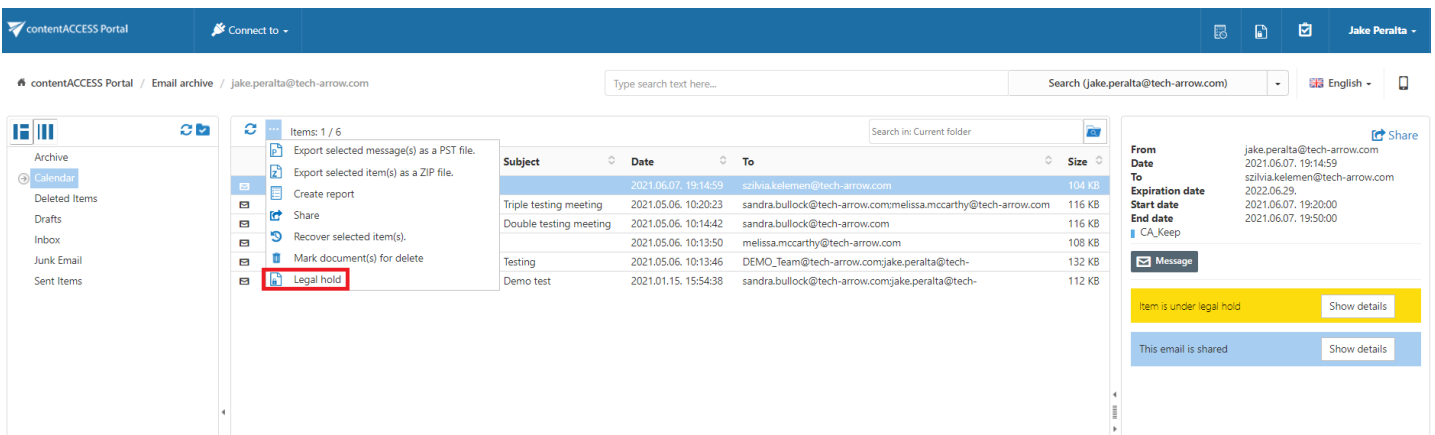 contentACCESS Portal
Connect to
Jake Peralta
contentACCESS Portal / Email archive / jake.peralta@tech-arrow.com
Type search text here...
Search (jake.peralta@tech-arrow.com)
English
Archive
Calendar
Deleted Items
Drafts
Inbox
Junk Email
Sent Items
Items: 1 / 6
Search in: Current folder
Export selected message(s) as a PST file.
Export selected item(s) as a ZIP file.
Create report
Share
Recover selected item(s).
Mark document(s) for delete
Legal hold
Subject Date To Size
2021.06.07. 19:14:59 szilvia.kelemen@tech-arrow.com 104 KB
Triple testing meeting 2021.05.06. 10:20:23 sandra.bullock@tech-arrow.com;melissa.mccarthy@tech-arrow.com 116 KB
Double testing meeting 2021.05.06. 10:14:42 sandra.bullock@tech-arrow.com 116 KB
2021.05.06. 10:13:50 melissa.mccarthy@tech-arrow.com 108 KB
Testing 2021.05.06. 10:13:46 DEMO_Team@tech-arrow.com;jake.peralta@tech- 132 KB
Demo test 2021.01.15. 15:54:38 sandra.bullock@tech-arrow.com;jake.peralta@tech- 112 KB
Share
From jake.peralta@tech-arrow.com
Date 2021.06.07. 19:14:59
To szilvia.kelemen@tech-arrow.com
Expiration date 2022.06.29.
Start date 2021.06.07. 19:20:00
End date 2021.06.07. 19:50:00
CA_Keep
Message
Item is under legal hold Show details
This email is shared Show details